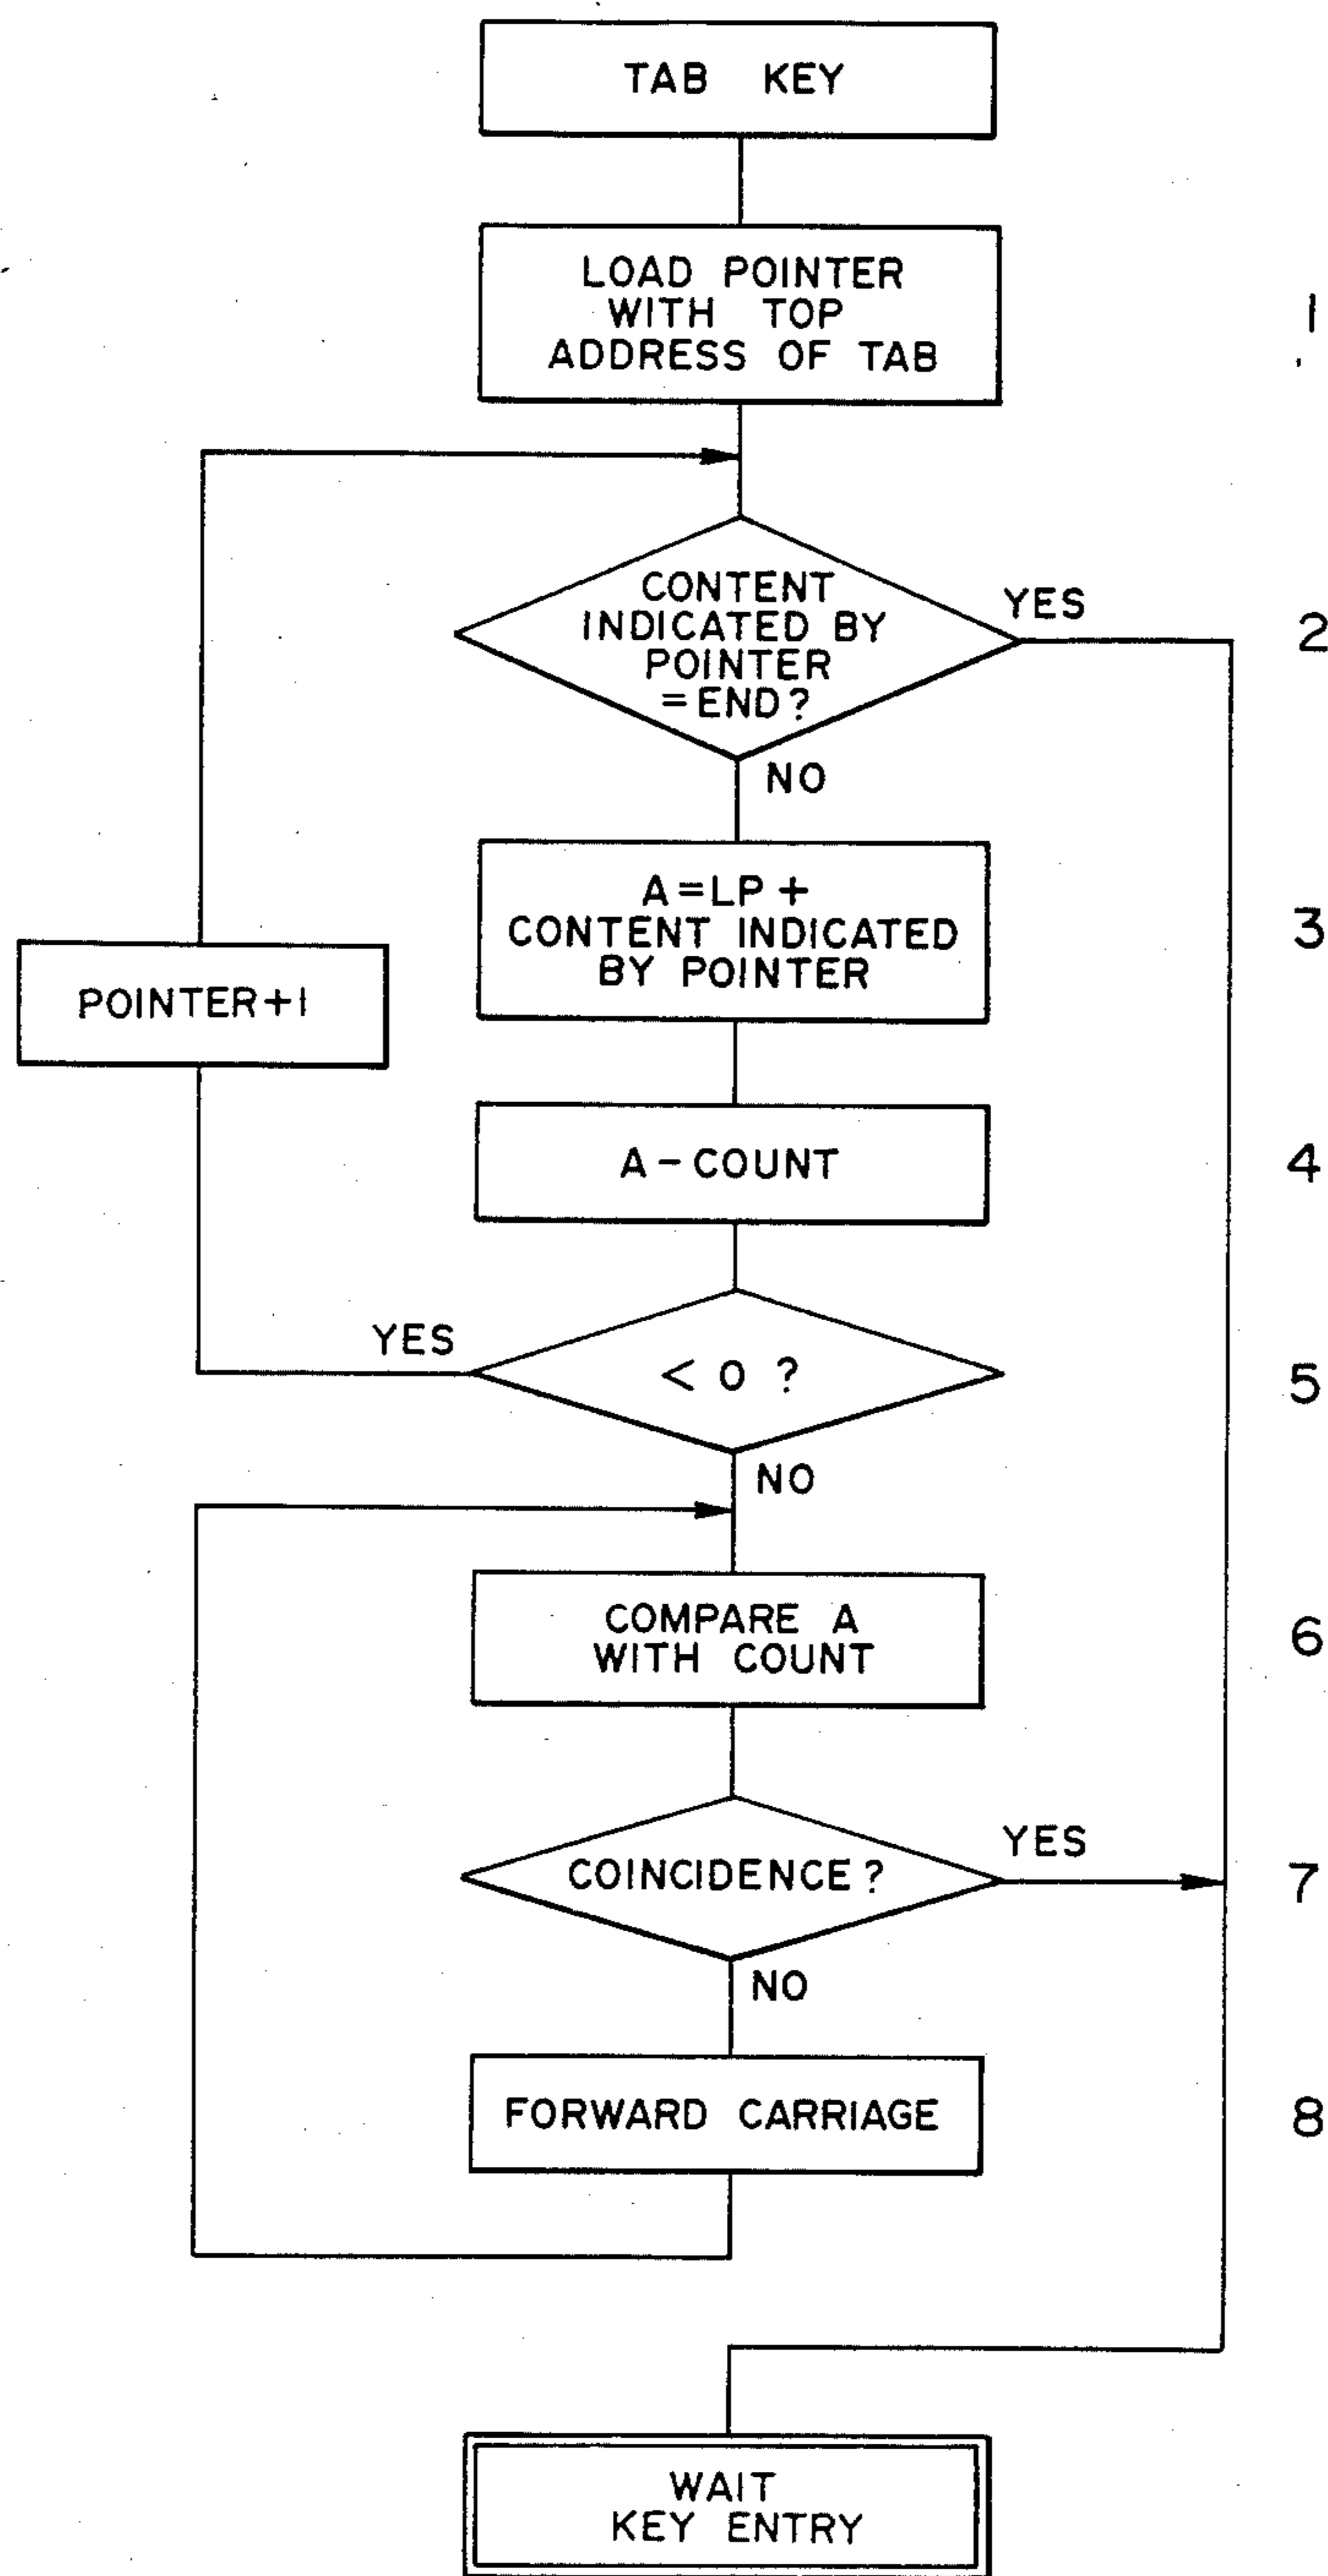 TAB KEY
LOAD POINTER
WITH TOP
ADDRESS OF TAB
1
CONTENT
INDICATED BY
POINTER
=END?
YES
2
NO
A=LP+
CONTENT INDICATED
BY POINTER
3
POINTER+1
A-COUNT
4
YES
< 0 ?
5
NO
COMPARE A
WITH COUNT
6
COINCIDENCE?
YES
7
NO
FORWARD CARRIAGE
8
WAIT
KEY ENTRY